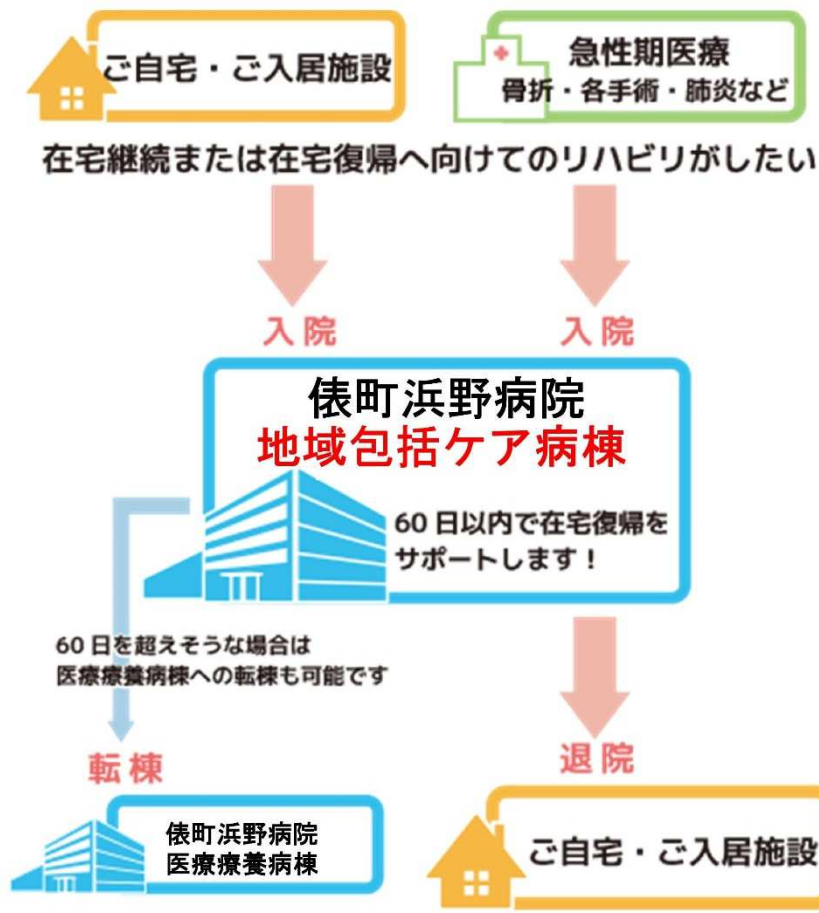 ご自宅・ご入居施設
急性期医療
骨折・各手術・肺炎など
在宅継続または在宅復帰へ向けてのリハビリがしたい
入院
入院
俵町浜野病院
地域包括ケア病棟
60日以内で在宅復帰を
サポートします！
60日を超えそうな場合は
医療療養病棟への転棟も可能です
転棟
退院
俵町浜野病院
医療療養病棟
ご自宅・ご入居施設